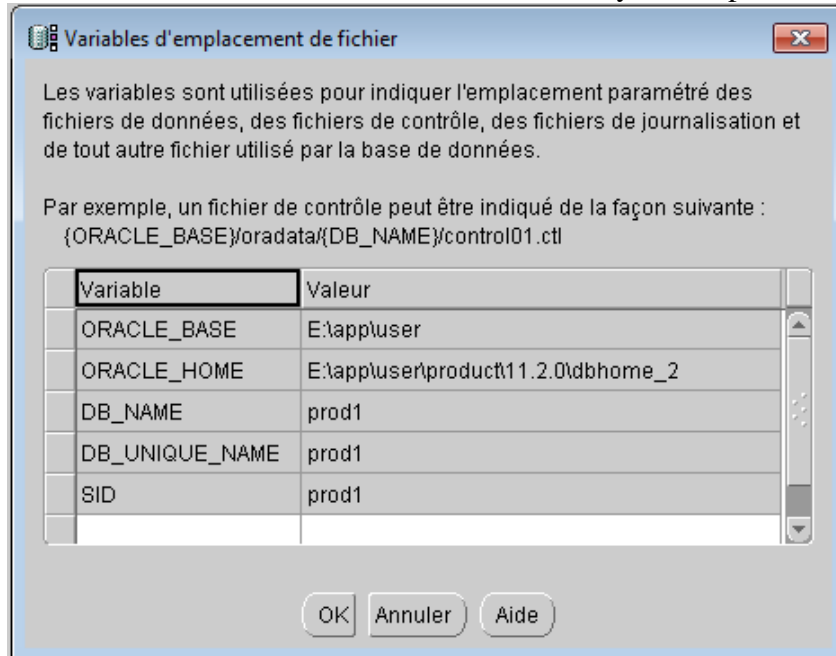 Variables d'emplacement de fichier
Les variables sont utilisées pour indiquer l'emplacement paramétré des
fichiers de données, des fichiers de contrôle, des fichiers de journalisation et
de tout autre fichier utilisé par la base de données.
Par exemple, un fichier de contrôle peut être indiqué de la façon suivante :
{ORACLE_BASE}/oradata/{DB_NAME}/control01.ctl
Variable Valeur
ORACLE_BASE E:\app\user
ORACLE_HOME E:\app\user\product\11.2.0\dbhome_2
DB_NAME prod1
DB_UNIQUE_NAME prod1
SID prod1
OK Annuler Aide